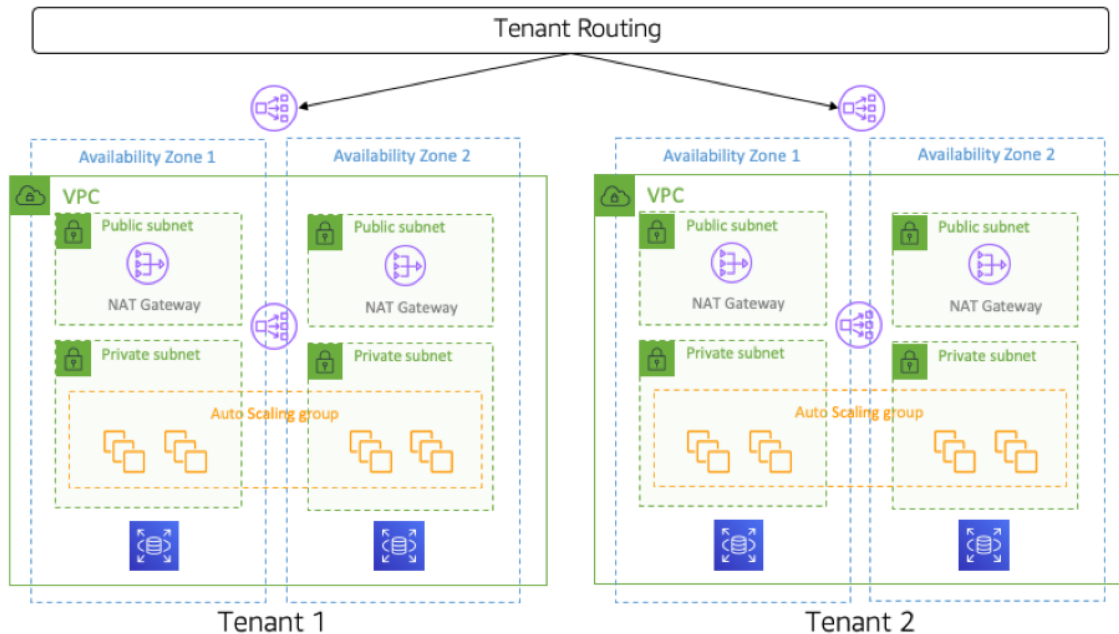 Tenant Routing
Availability Zone 1
Availability Zone 2
VPC
Public subnet
NAT Gateway
Public subnet
NAT Gateway
Private subnet
Private subnet
Auto Scaling group
Tenant 1
Availability Zone 1
Availability Zone 2
VPC
Public subnet
NAT Gateway
Public subnet
NAT Gateway
Private subnet
Private subnet
Auto Scaling group
Tenant 2